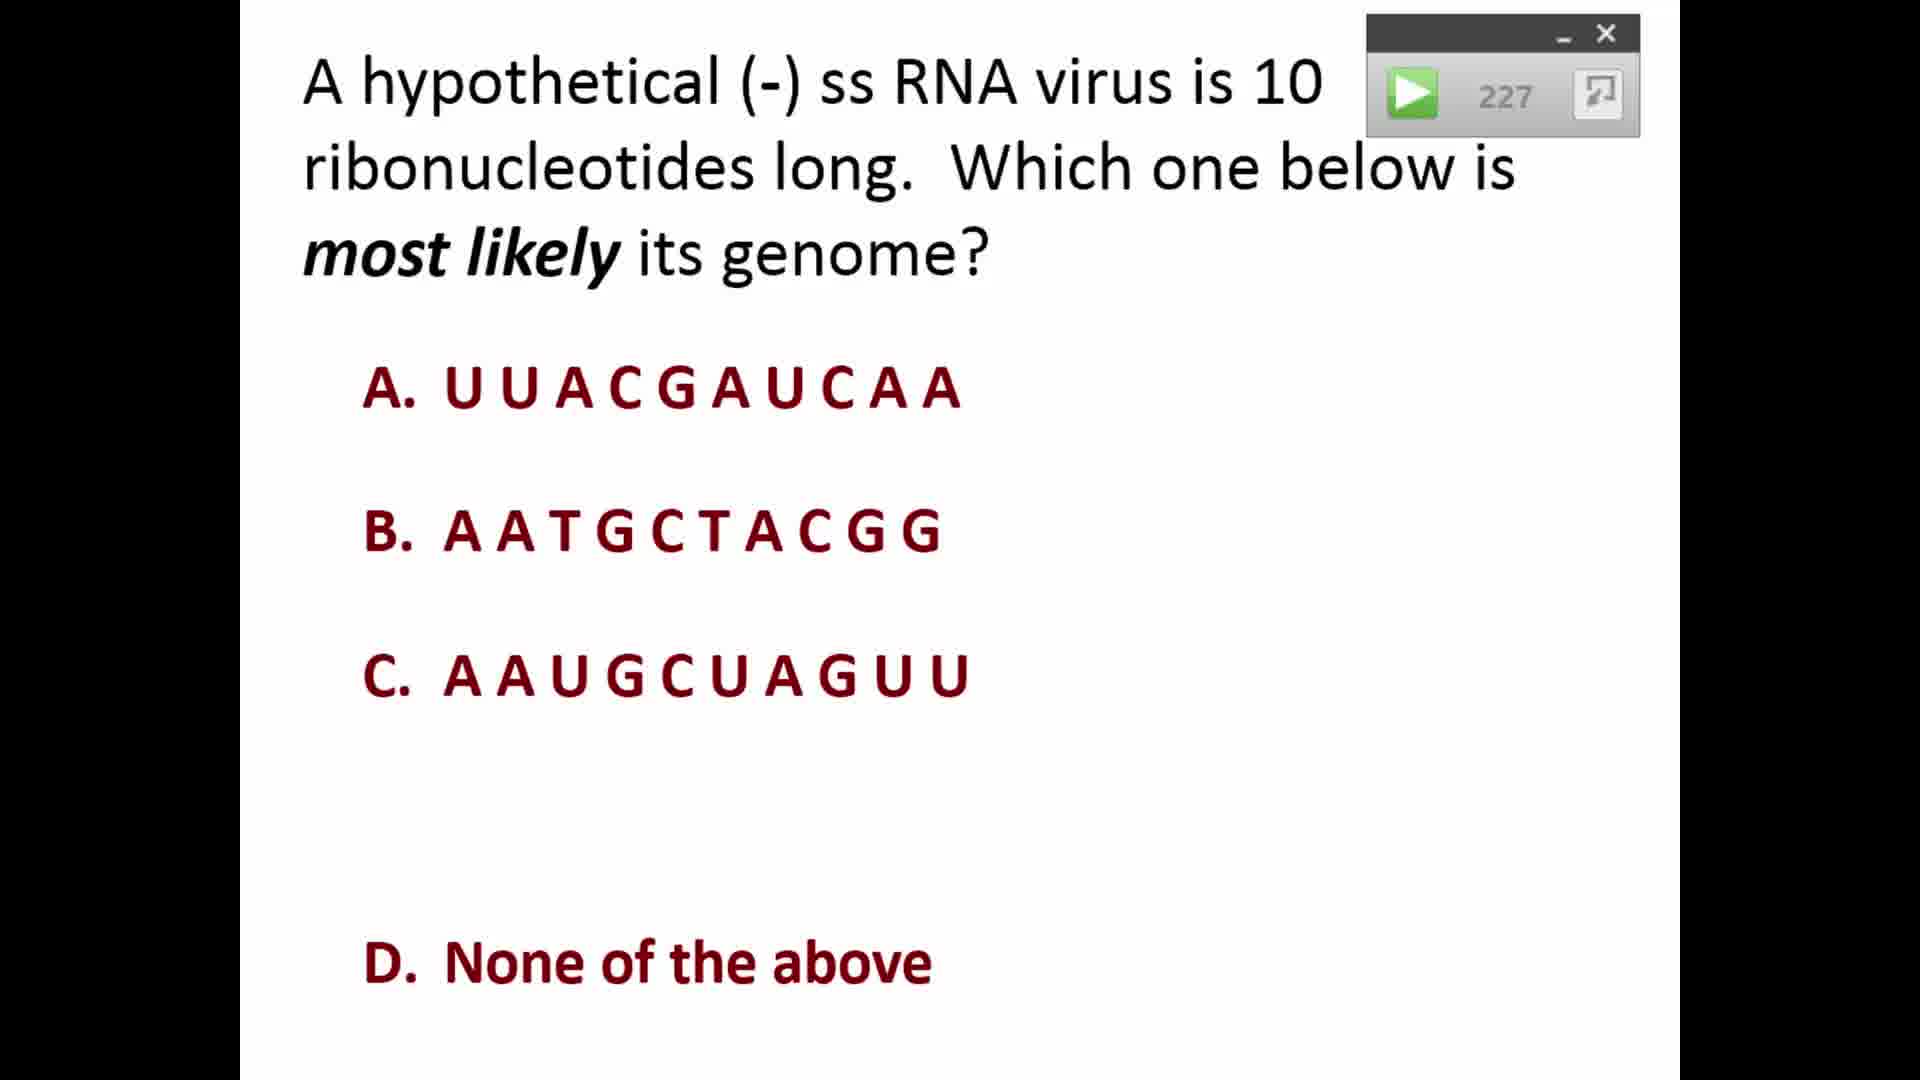 A hypothetical (-) ss RNA virus is 10
ribonucleotides long. Which one below is
most likely its genome?
227
A. U U A C G A U C A A
B. A A T G C T A C G G
C. A A U G C U A G U U
D. None of the above